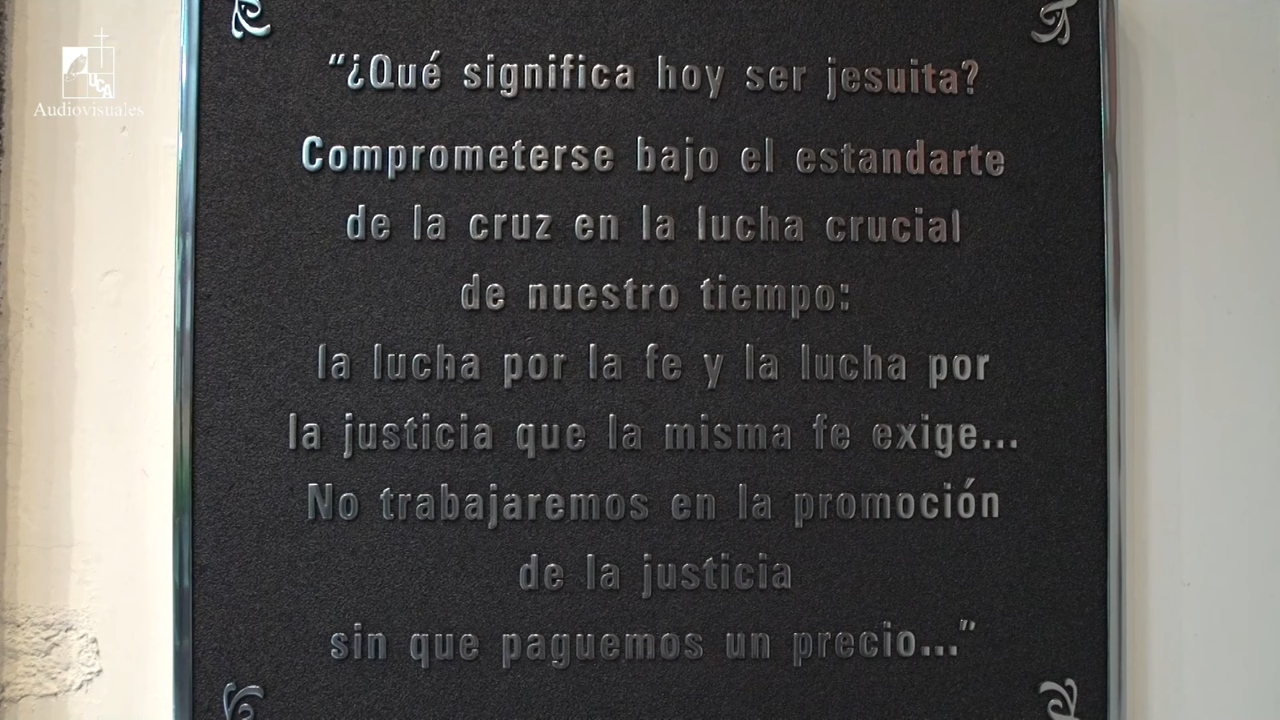 UCA
Audiovisuales
“¿Qué significa hoy ser jesuita?
Comprometerse bajo el estandarte
de la cruz en la lucha crucial
de nuestro tiempo:
la lucha por la fe y la lucha por
la justicia que la misma fe exige...
No trabajaremos en la promoción
de la justicia
sin que paguemos un precio...”